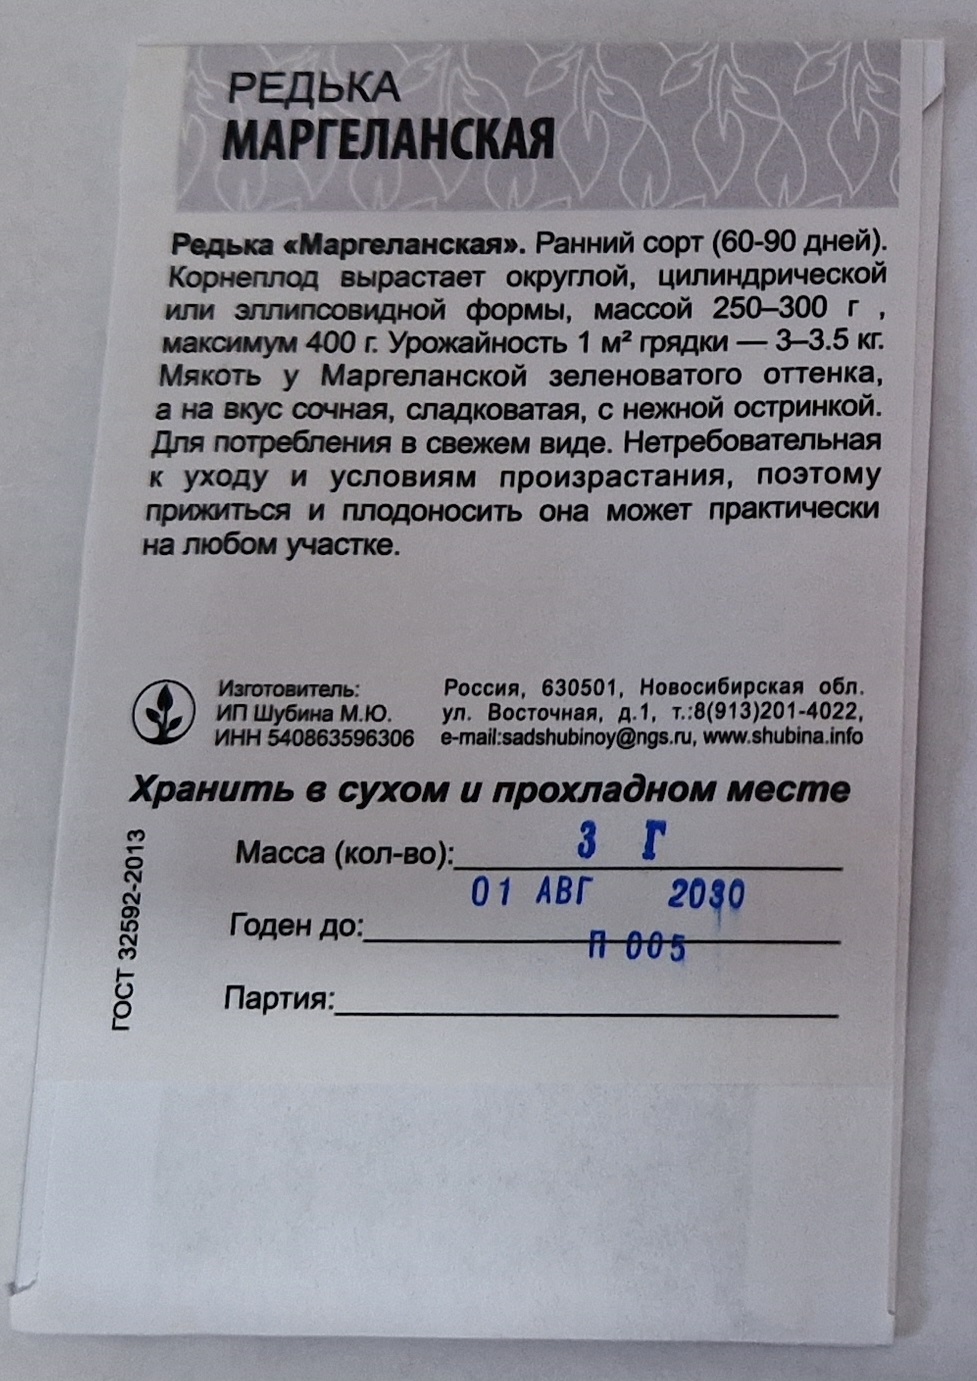 РЕДЬКА
МАРГЕЛАНСКАЯ
Редька «Маргеланская». Ранний сорт (60-90 дней).
Корнеплод вырастает округлой, цилиндрической
или эллипсовидной формы, массой 250–300 г ,
максимум 400 г. Урожайность 1 м² грядки — 3–3.5 кг.
Мякоть у Маргеланской зеленоватого оттенка,
а на вкус сочная, сладковатая, с нежной остринкой.
Для потребления в свежем виде. Нетребовательная
к уходу и условиям произрастания, поэтому
прижиться и плодоносить она может практически
на любом участке.
Изготовитель:
ИП Шубина М.Ю.
ИНН 540863596306
Россия, 630501, Новосибирская обл.
ул. Восточная, д.1, т.:8(913)201-4022,
e-mail:sadshubinoy@ngs.ru, www.shubina.info
Хранить в сухом и прохладном месте
ГОСТ 32592-2013
Масса (кол-во): 3 Г
Годен до: 01 АВГ 2030
Партия: П 005